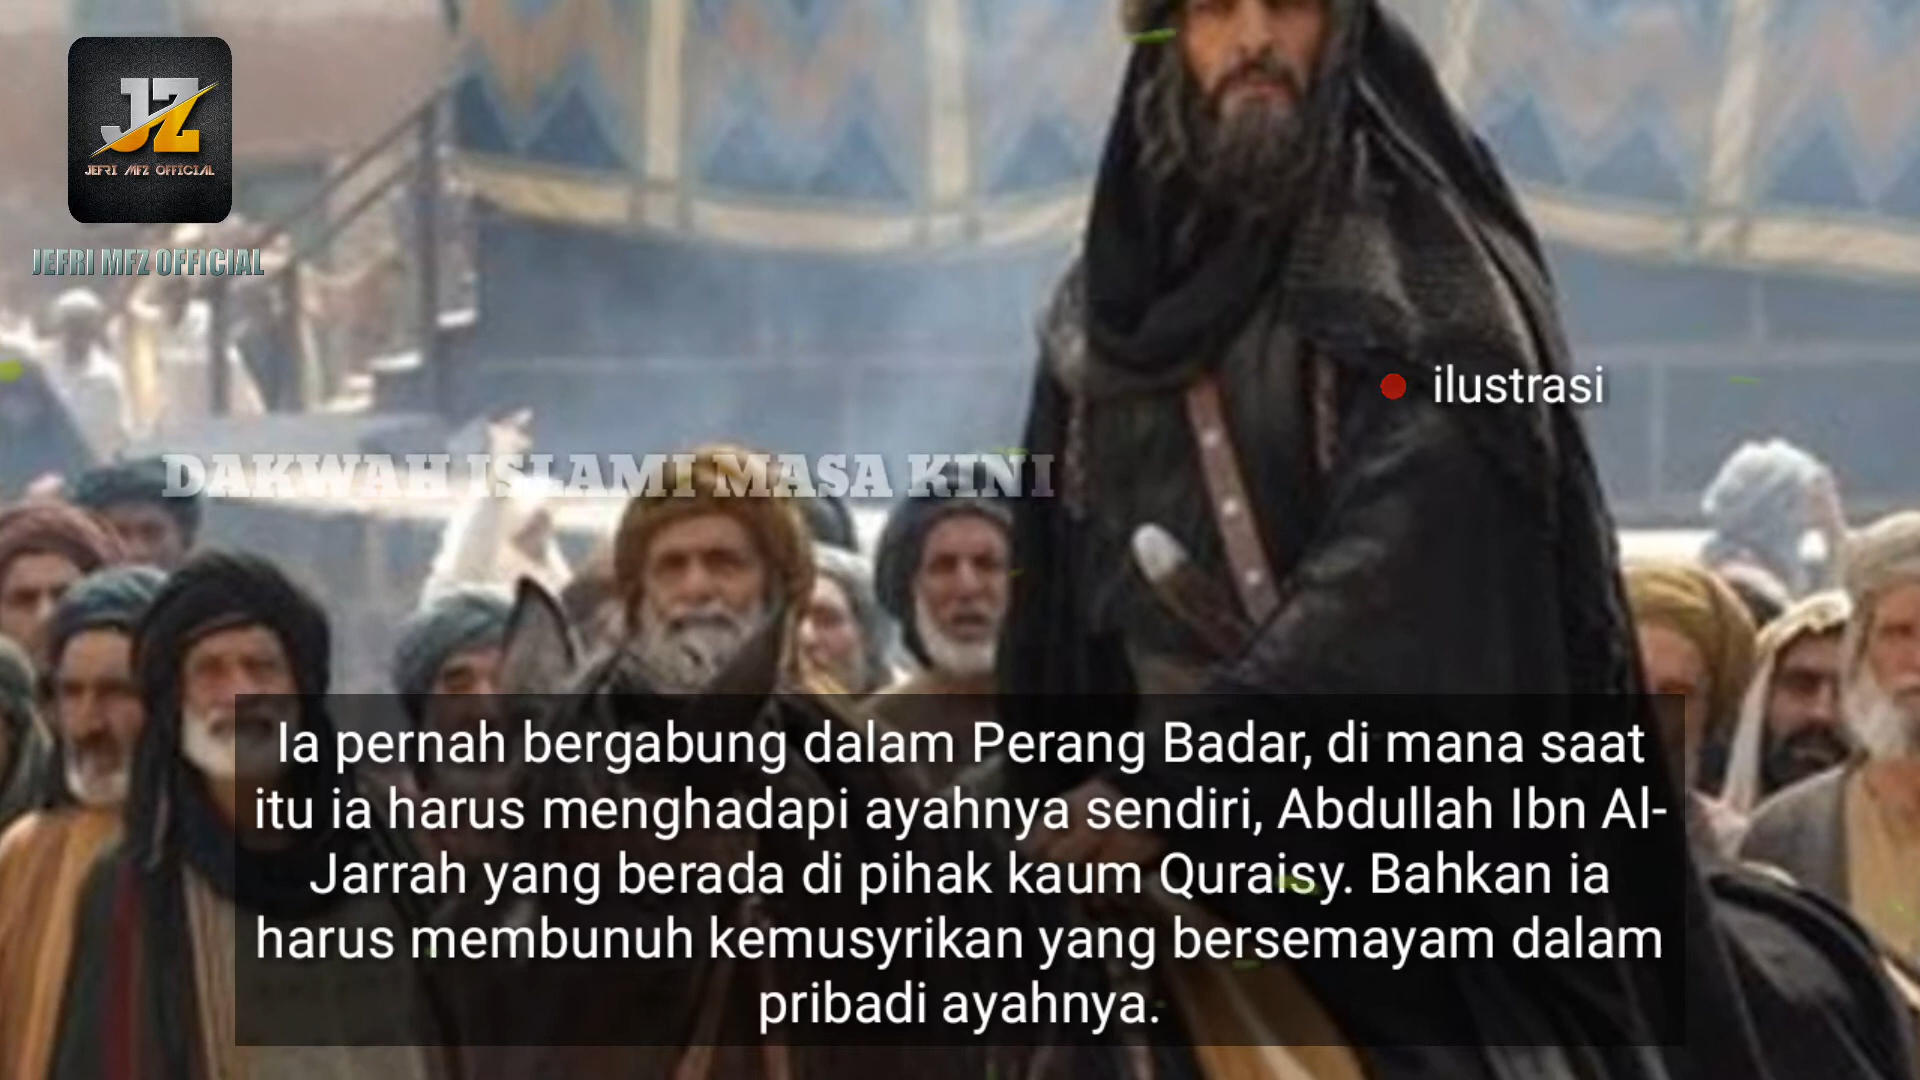 JZ
JEFRI MFZ OFFICIAL
JEFRI MFZ OFFICIAL
ilustrasi
DAKWAH ISLAMI MASA KINI
Ia pernah bergabung dalam Perang Badar, di mana saat
itu ia harus menghadapi ayahnya sendiri, Abdullah Ibn Al-
Jarrah yang berada di pihak kaum Quraisy. Bahkan ia
harus membunuh kemusyrikan yang bersemayam dalam
pribadi ayahnya.